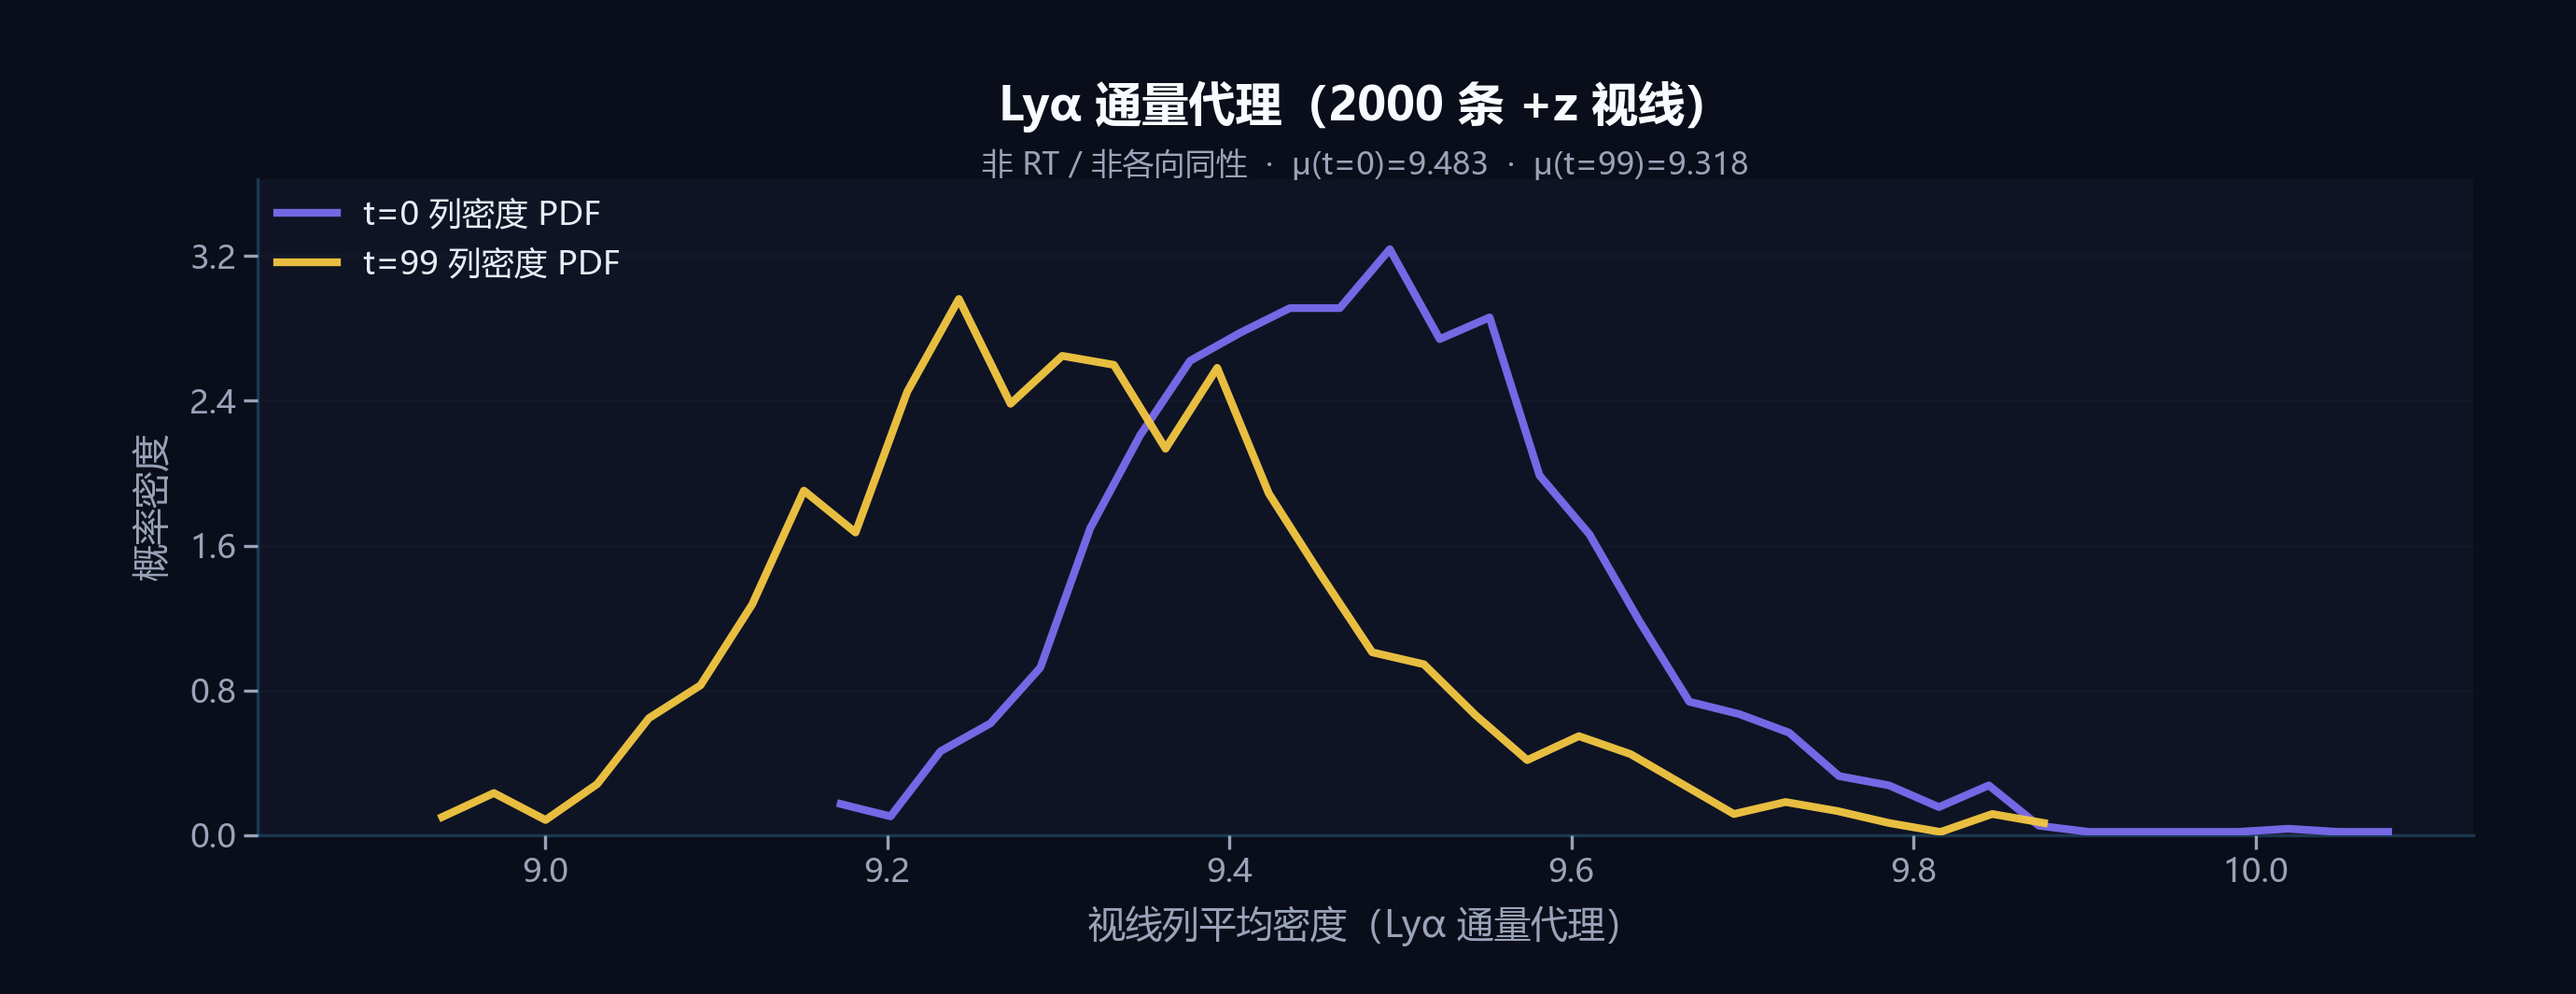 Lyα 通量代理（2000 条 +z 视线）
非 RT / 非各向同性 · μ(t=0)=9.483 · μ(t=99)=9.318
t=0 列密度 PDF
t=99 列密度 PDF
概率密度
3.2
2.4
1.6
0.8
0.0
9.0 9.2 9.4 9.6 9.8 10.0
视线列平均密度（Lyα 通量代理）